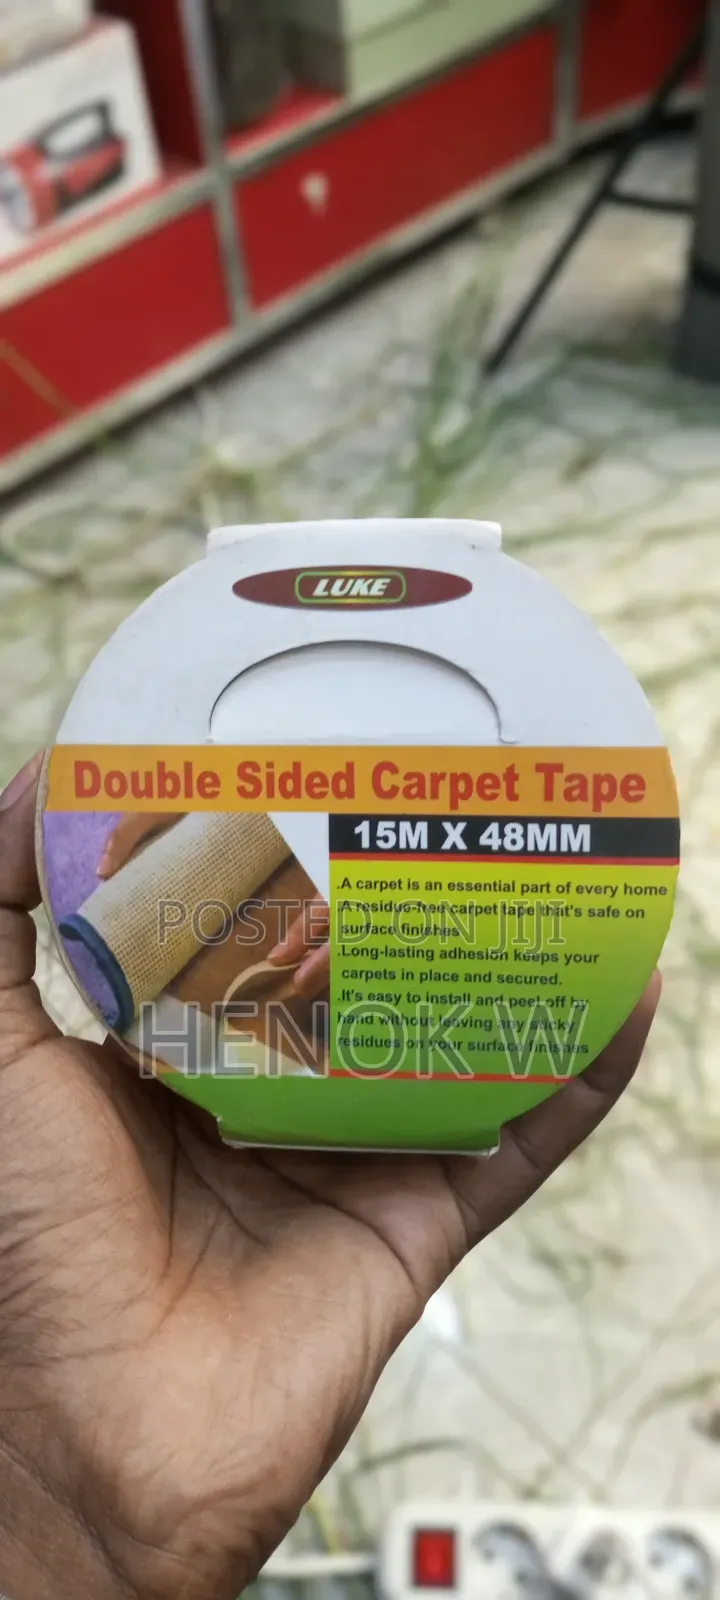 LUKE
Double Sided Carpet Tape
15M X 48MM
.A carpet is an essential part of every home
.A residue-free carpet tape that's safe on
surface finishes
.Long-lasting adhesion keeps your
carpets in place and secured.
.It's easy to install and peel off by
hand without leaving any sticky
residues on your surface finishes
POSTED ON JIJI
HENOK W